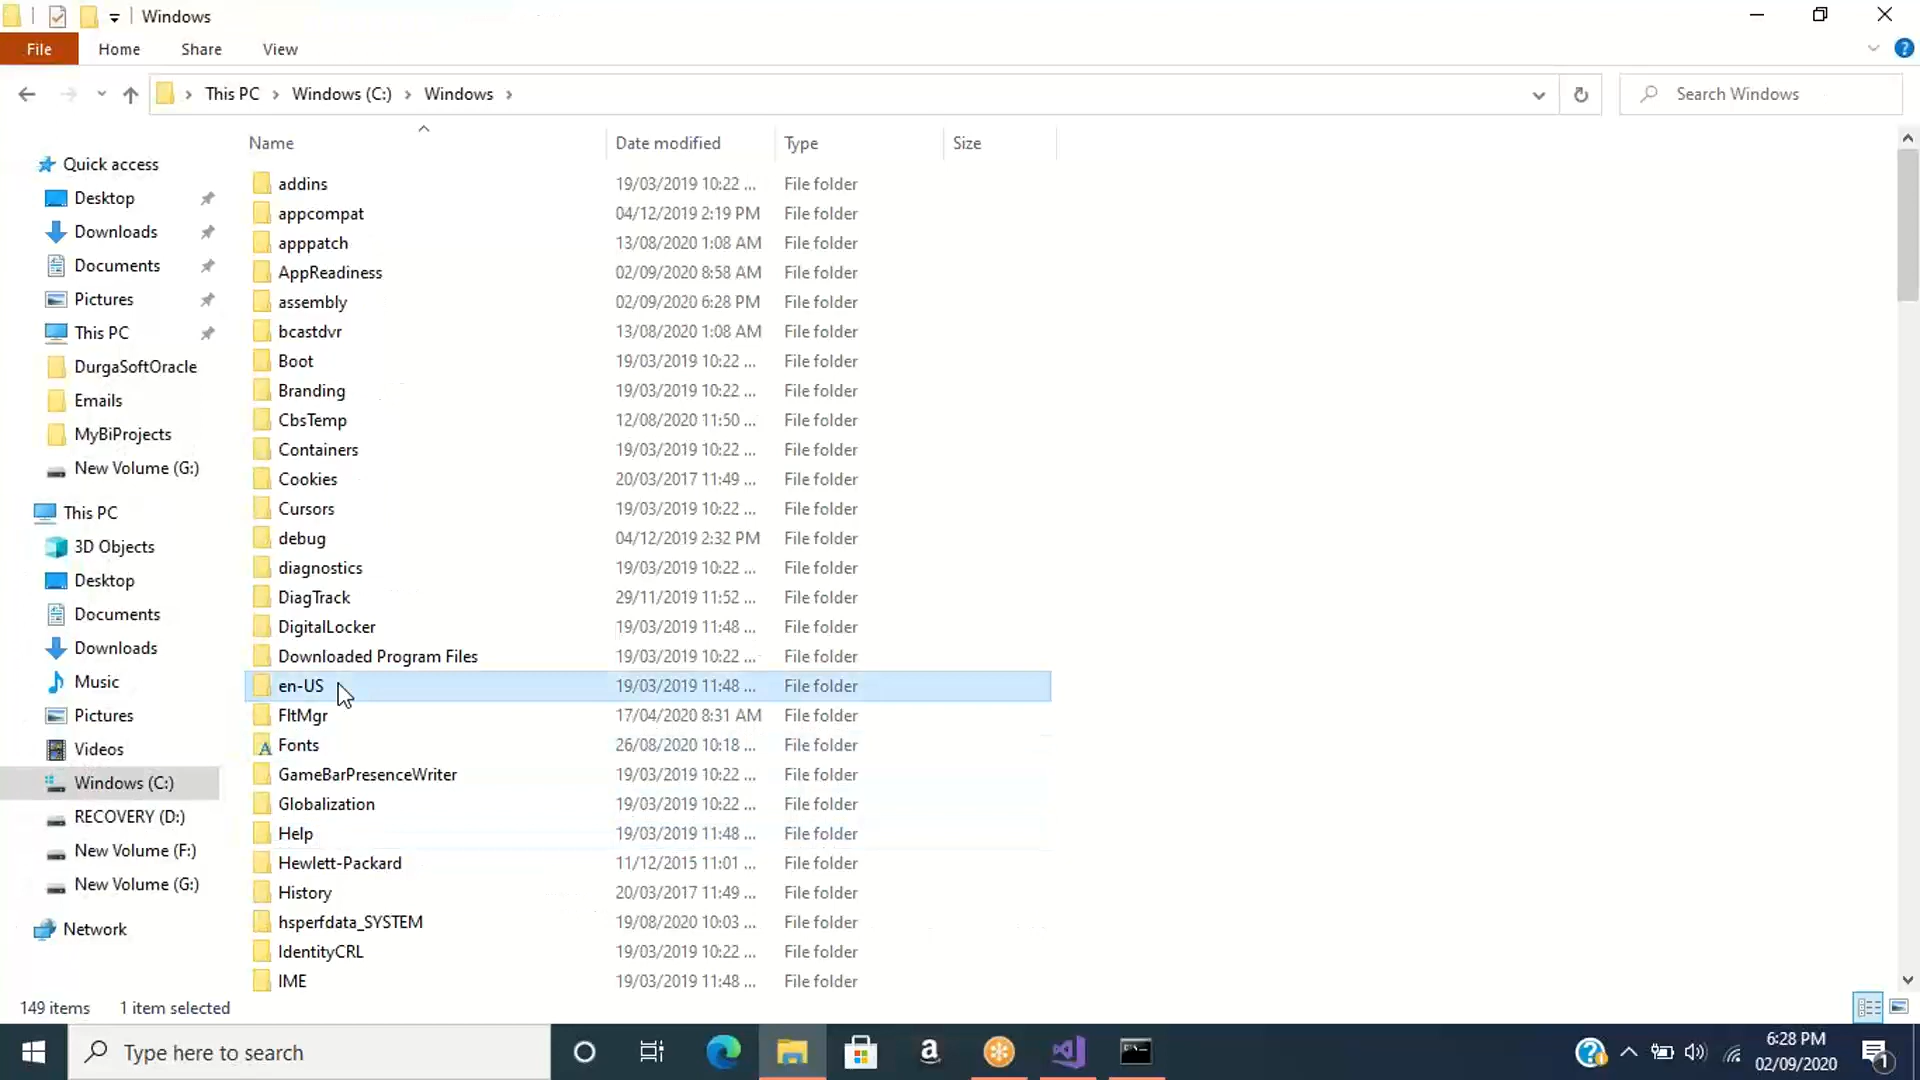 Windows
File Home Share View
This PC Windows (C:) Windows
Search Windows
Name Date modified Type Size
Quick access
Desktop
Downloads
Documents
Pictures
This PC
DurgaSoftOracle
Emails
MyBiProjects
New Volume (G:)
This PC
3D Objects
Desktop
Documents
Downloads
Music
Pictures
Videos
Windows (C:)
RECOVERY (D:)
New Volume (F:)
New Volume (G:)
Network
addins 19/03/2019 10:22 ... File folder
appcompat 04/12/2019 2:19 PM File folder
apppatch 13/08/2020 1:08 AM File folder
AppReadiness 02/09/2020 8:58 AM File folder
assembly 02/09/2020 6:28 PM File folder
bcastdvr 13/08/2020 1:08 AM File folder
Boot 19/03/2019 10:22 ... File folder
Branding 19/03/2019 10:22 ... File folder
CbsTemp 12/08/2020 11:50 ... File folder
Containers 19/03/2019 10:22 ... File folder
Cookies 20/03/2017 11:49 ... File folder
Cursors 19/03/2019 10:22 ... File folder
debug 04/12/2019 2:32 PM File folder
diagnostics 19/03/2019 10:22 ... File folder
DiagTrack 29/11/2019 11:52 ... File folder
DigitalLocker 19/03/2019 11:48 ... File folder
Downloaded Program Files 19/03/2019 10:22 ... File folder
en-US 19/03/2019 11:48 ... File folder
FltMgr 17/04/2020 8:31 AM File folder
Fonts 26/08/2020 10:18 ... File folder
GameBarPresenceWriter 19/03/2019 10:22 ... File folder
Globalization 19/03/2019 10:22 ... File folder
Help 19/03/2019 11:48 ... File folder
Hewlett-Packard 11/12/2015 11:01 ... File folder
History 20/03/2017 11:49 ... File folder
hsperfdata_SYSTEM 19/08/2020 10:03 ... File folder
IdentityCRL 19/03/2019 10:22 ... File folder
IME 19/03/2019 11:48 ... File folder
149 items 1 item selected
Type here to search
6:28 PM
02/09/2020
1